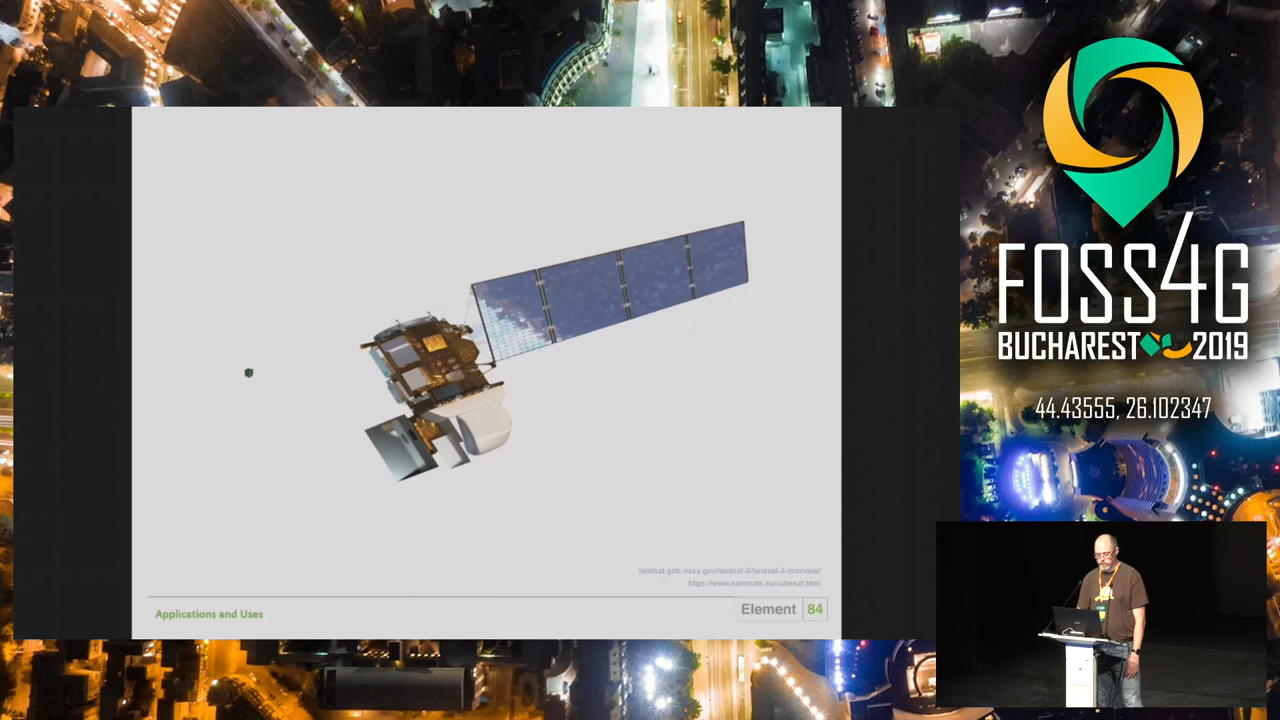 landsat.gsfc.nasa.gov/landsat-8/landsat-8-overview/
https://www.nanosats.eu/cubesat.html
Applications and Uses
Element 84
FOSS4G
BUCHAREST 2019
44.43555, 26.102347